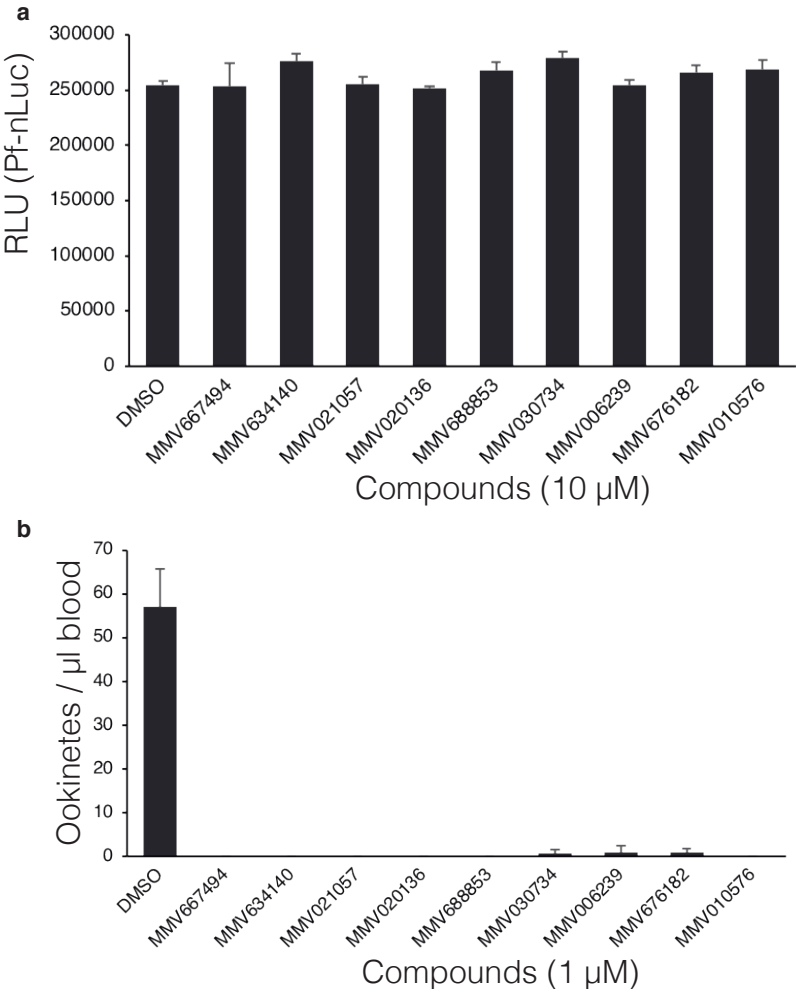 a
RLU (Pf-nLuc)
300000
250000
200000
150000
100000
50000
0
DMSO
MMV667494
MMV634140
MMV021057
MMV020136
MMV688853
MMV030734
MMV006239
MMV676182
MMV010576
Compounds (10 µM)
b
Ookinetes / µl blood
70
60
50
40
30
20
10
0
DMSO
MMV667494
MMV634140
MMV021057
MMV020136
MMV688853
MMV030734
MMV006239
MMV676182
MMV010576
Compounds (1 µM)